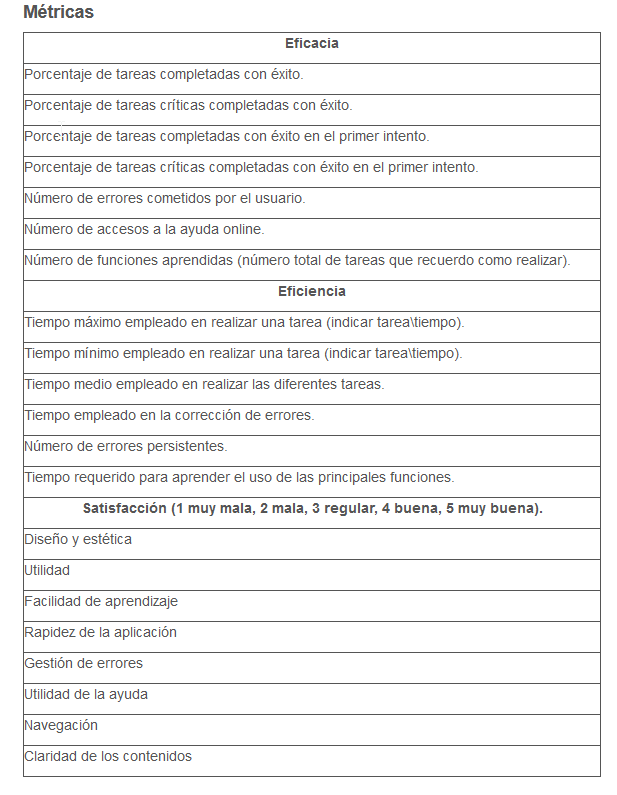 Métricas
Eficacia
Porcentaje de tareas completadas con éxito.
Porcentaje de tareas críticas completadas con éxito.
Porcentaje de tareas completadas con éxito en el primer intento.
Porcentaje de tareas críticas completadas con éxito en el primer intento.
Número de errores cometidos por el usuario.
Número de accesos a la ayuda online.
Número de funciones aprendidas (número total de tareas que recuerdo como realizar).
Eficiencia
Tiempo máximo empleado en realizar una tarea (indicar tarea\tiempo).
Tiempo mínimo empleado en realizar una tarea (indicar tarea\tiempo).
Tiempo medio empleado en realizar las diferentes tareas.
Tiempo empleado en la corrección de errores.
Número de errores persistentes.
Tiempo requerido para aprender el uso de las principales funciones.
Satisfacción (1 muy mala, 2 mala, 3 regular, 4 buena, 5 muy buena).
Diseño y estética
Utilidad
Facilidad de aprendizaje
Rapidez de la aplicación
Gestión de errores
Utilidad de la ayuda
Navegación
Claridad de los contenidos